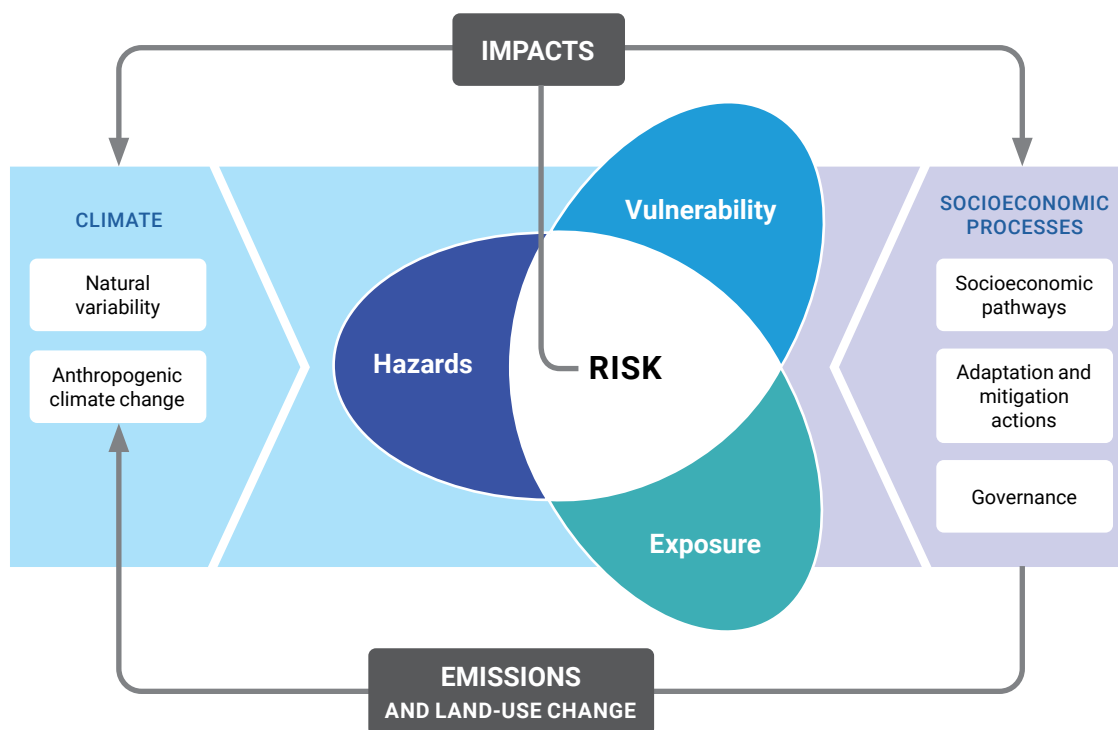 IMPACTS
CLIMATE
Natural
variability
Anthropogenic
climate change
Hazards
Vulnerability
RISK
Exposure
SOCIOECONOMIC
PROCESSES
Socioeconomic
pathways
Adaptation and
mitigation
actions
Governance
EMISSIONS
AND LAND-USE CHANGE